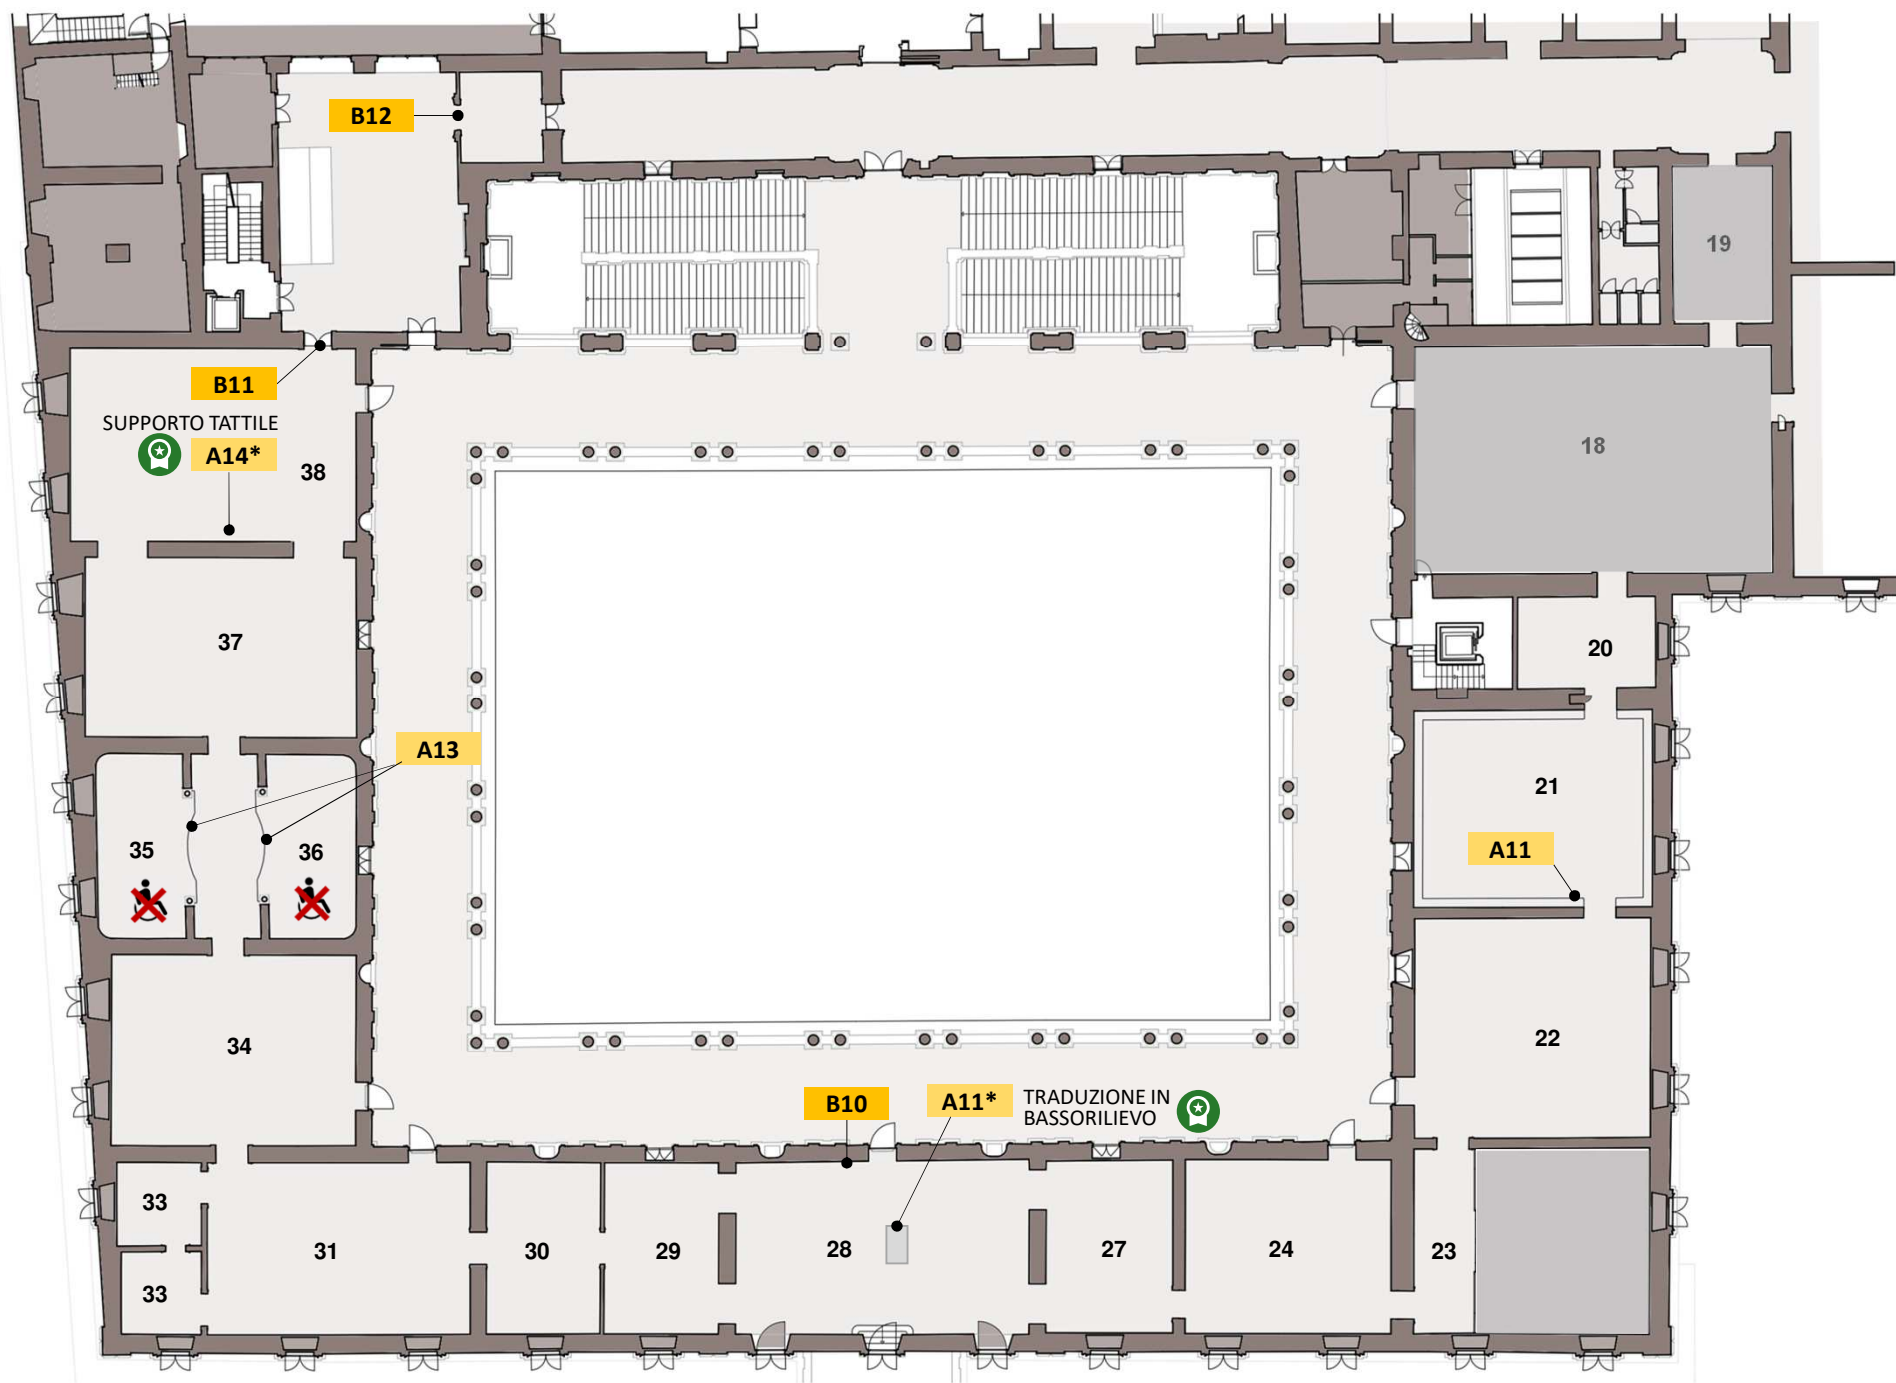 B12
19
B11
SUPPORTO TATTILE
A14*
38
18
37
20
A13
21
35
36
A11
34
22
B10
A11*
TRADUZIONE IN
BASSORILIEVO
33
31
30
29
28
27
24
23
33